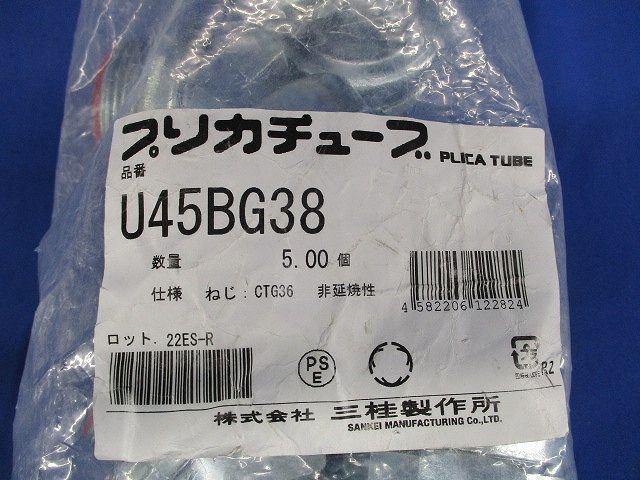 プリカチューブ PLICA TUBE
品番
U45BG38
数量 5.00 個
仕様 ねじ：CTG36 非延焼性
4 582206 122824
ロット. 22ES-R
PS
E
R2
株式会社 三桂製作所
SANKEI MANUFACTURING Co.,LTD.